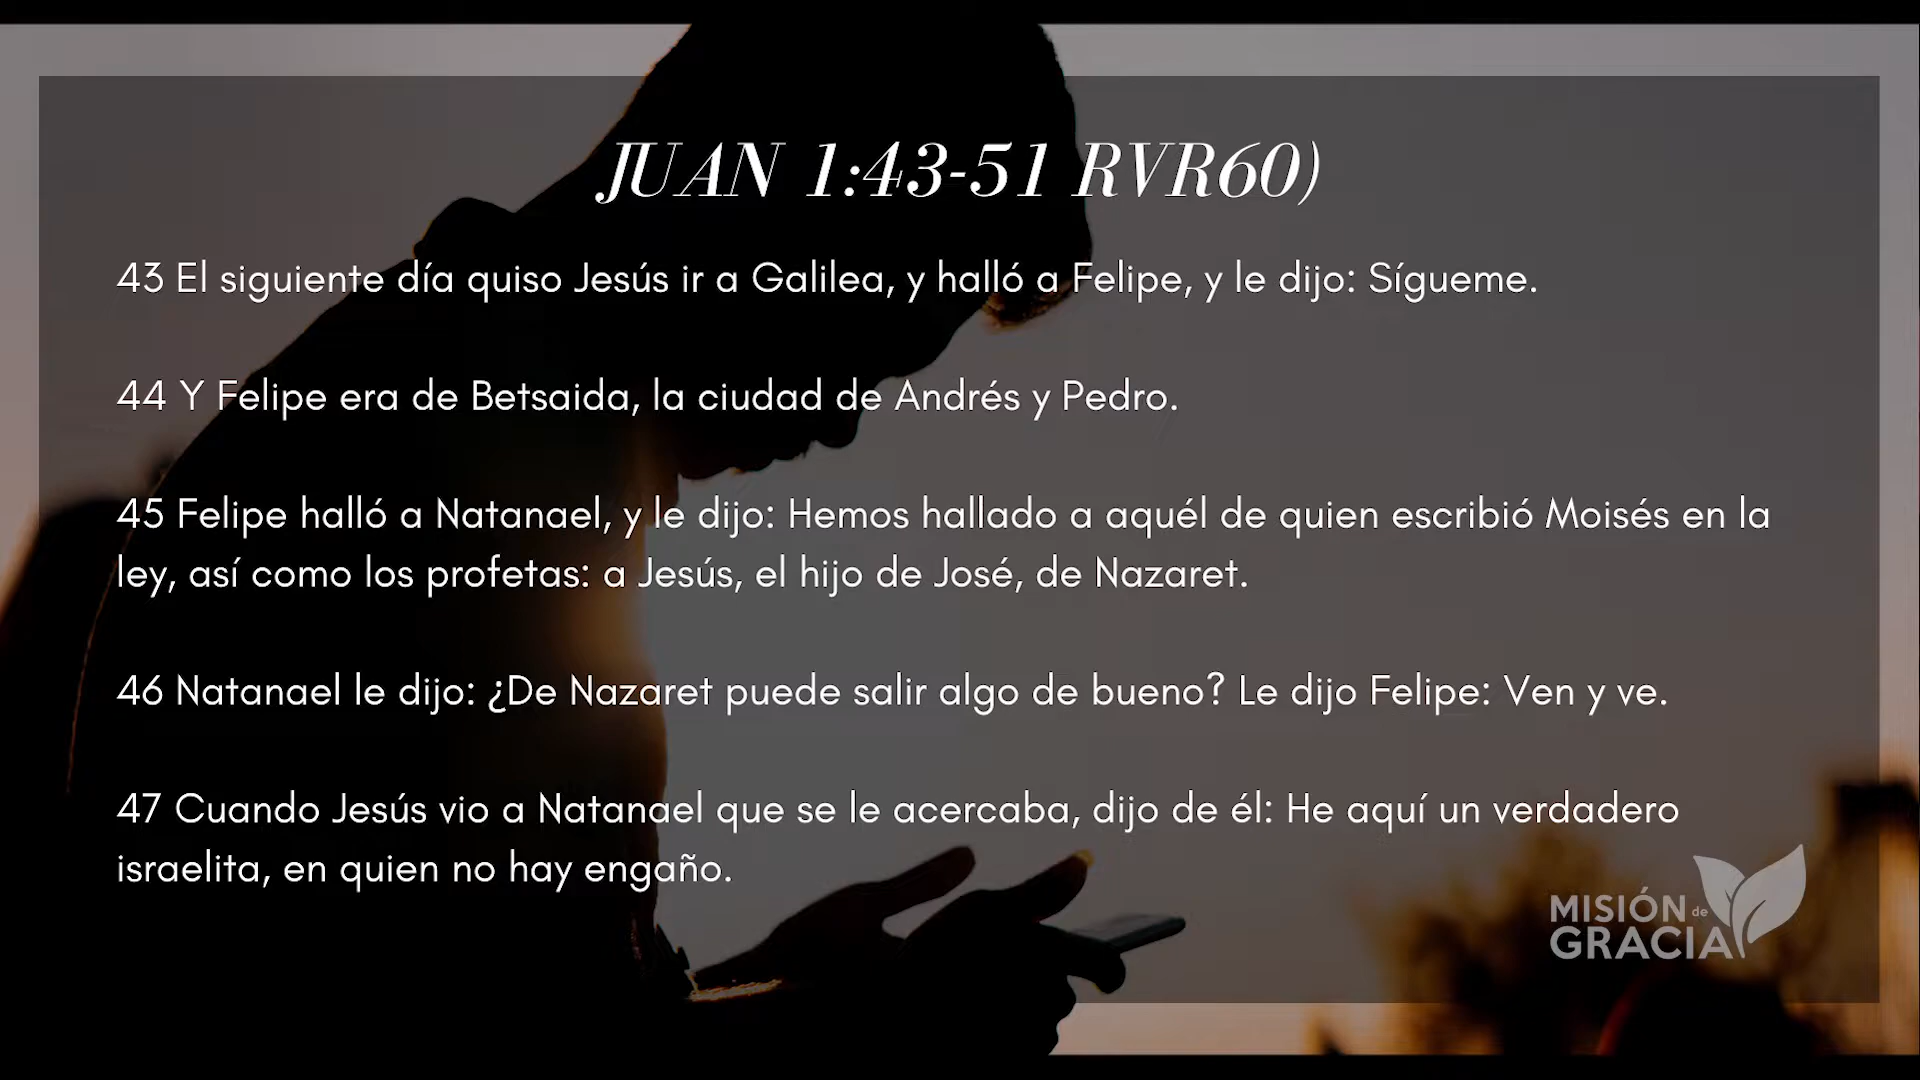 JUAN 1:43-51 RVR60)
43 El siguiente día quiso Jesús ir a Galilea, y halló a Felipe, y le dijo: Sígueme.
44 Y Felipe era de Betsaida, la ciudad de Andrés y Pedro.
45 Felipe halló a Natanael, y le dijo: Hemos hallado a aquél de quien escribió Moisés en la
ley, así como los profetas: a Jesús, el hijo de José, de Nazaret.
46 Natanael le dijo: ¿De Nazaret puede salir algo de bueno? Le dijo Felipe: Ven y ve.
47 Cuando Jesús vio a Natanael que se le acercaba, dijo de él: He aquí un verdadero
israelita, en quien no hay engaño.
MISIÓN de
GRACIA